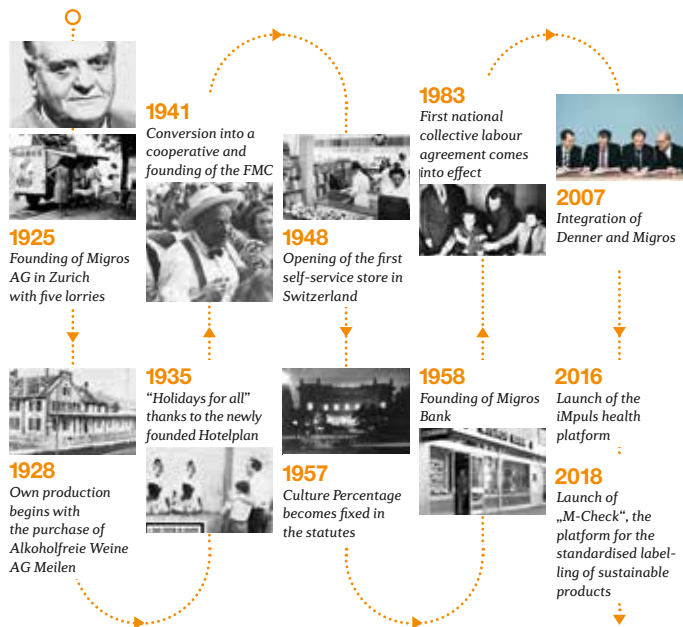 1925
Founding of Migros
AG in Zurich
with five lorries
1928
Own production
begins with
the purchase of
Alkoholfreie Weine
AG Meilen
1935
“Holidays for all”
thanks to the newly
founded Hotelplan
1941
Conversion into a
cooperative and
founding of the FMC
1948
Opening of the first
self-service store in
Switzerland
1957
Culture Percentage
becomes fixed in
the statutes
1958
Founding of Migros
Bank
1983
First national
collective labour
agreement comes
into effect
2007
Integration of
Denner and Migros
2016
Launch of the
iMpuls health
platform
2018
Launch of
„M-Check“, the
platform for the
standardised label-
ling of sustainable
products